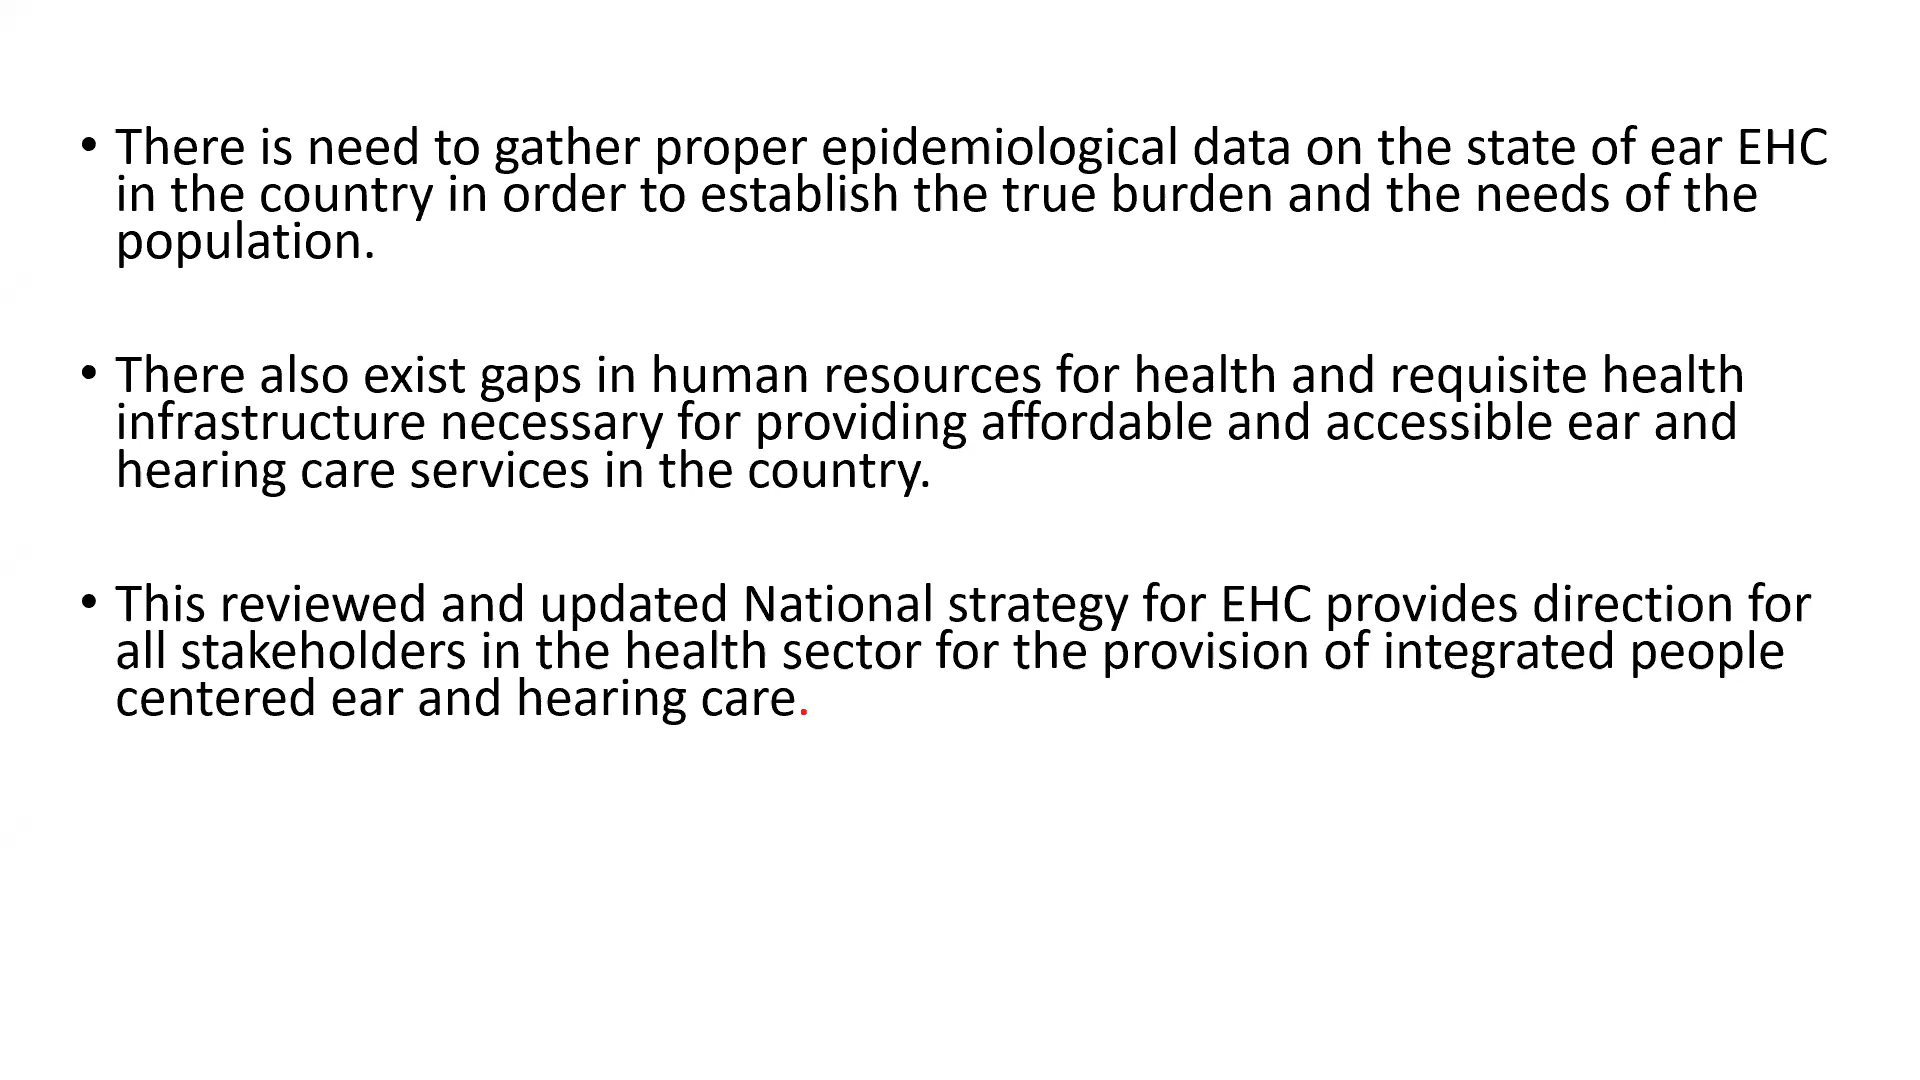 • There is need to gather proper epidemiological data on the state of ear EHC
in the country in order to establish the true burden and the needs of the
population.
• There also exist gaps in human resources for health and requisite health
infrastructure necessary for providing affordable and accessible ear and
hearing care services in the country.
• This reviewed and updated National strategy for EHC provides direction for
all stakeholders in the health sector for the provision of integrated people
centered ear and hearing care.